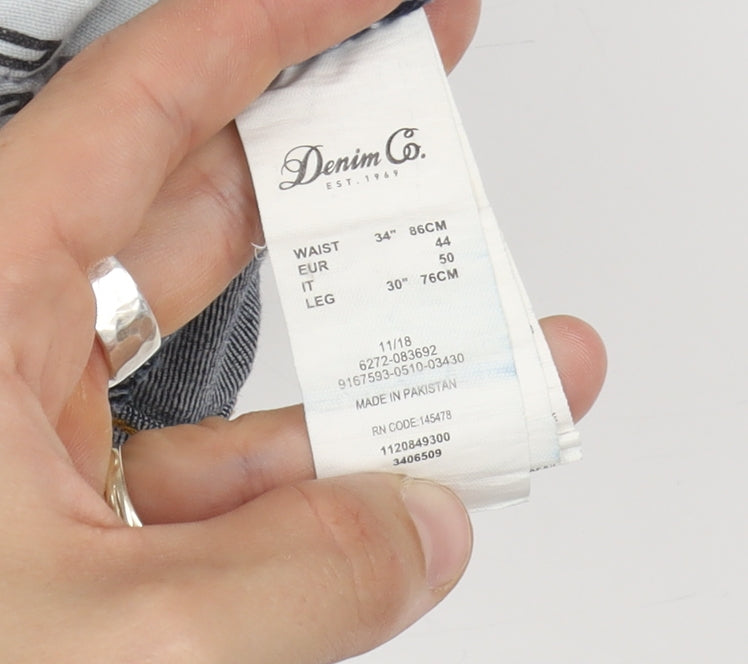 Denim Co.
EST. 1969
WAIST 34" 86CM
EUR 44
IT 50
LEG 30" 76CM
11/18
6272-083692
9167593-0510-03430
MADE IN PAKISTAN
RN CODE:145478
1120849300
3406509